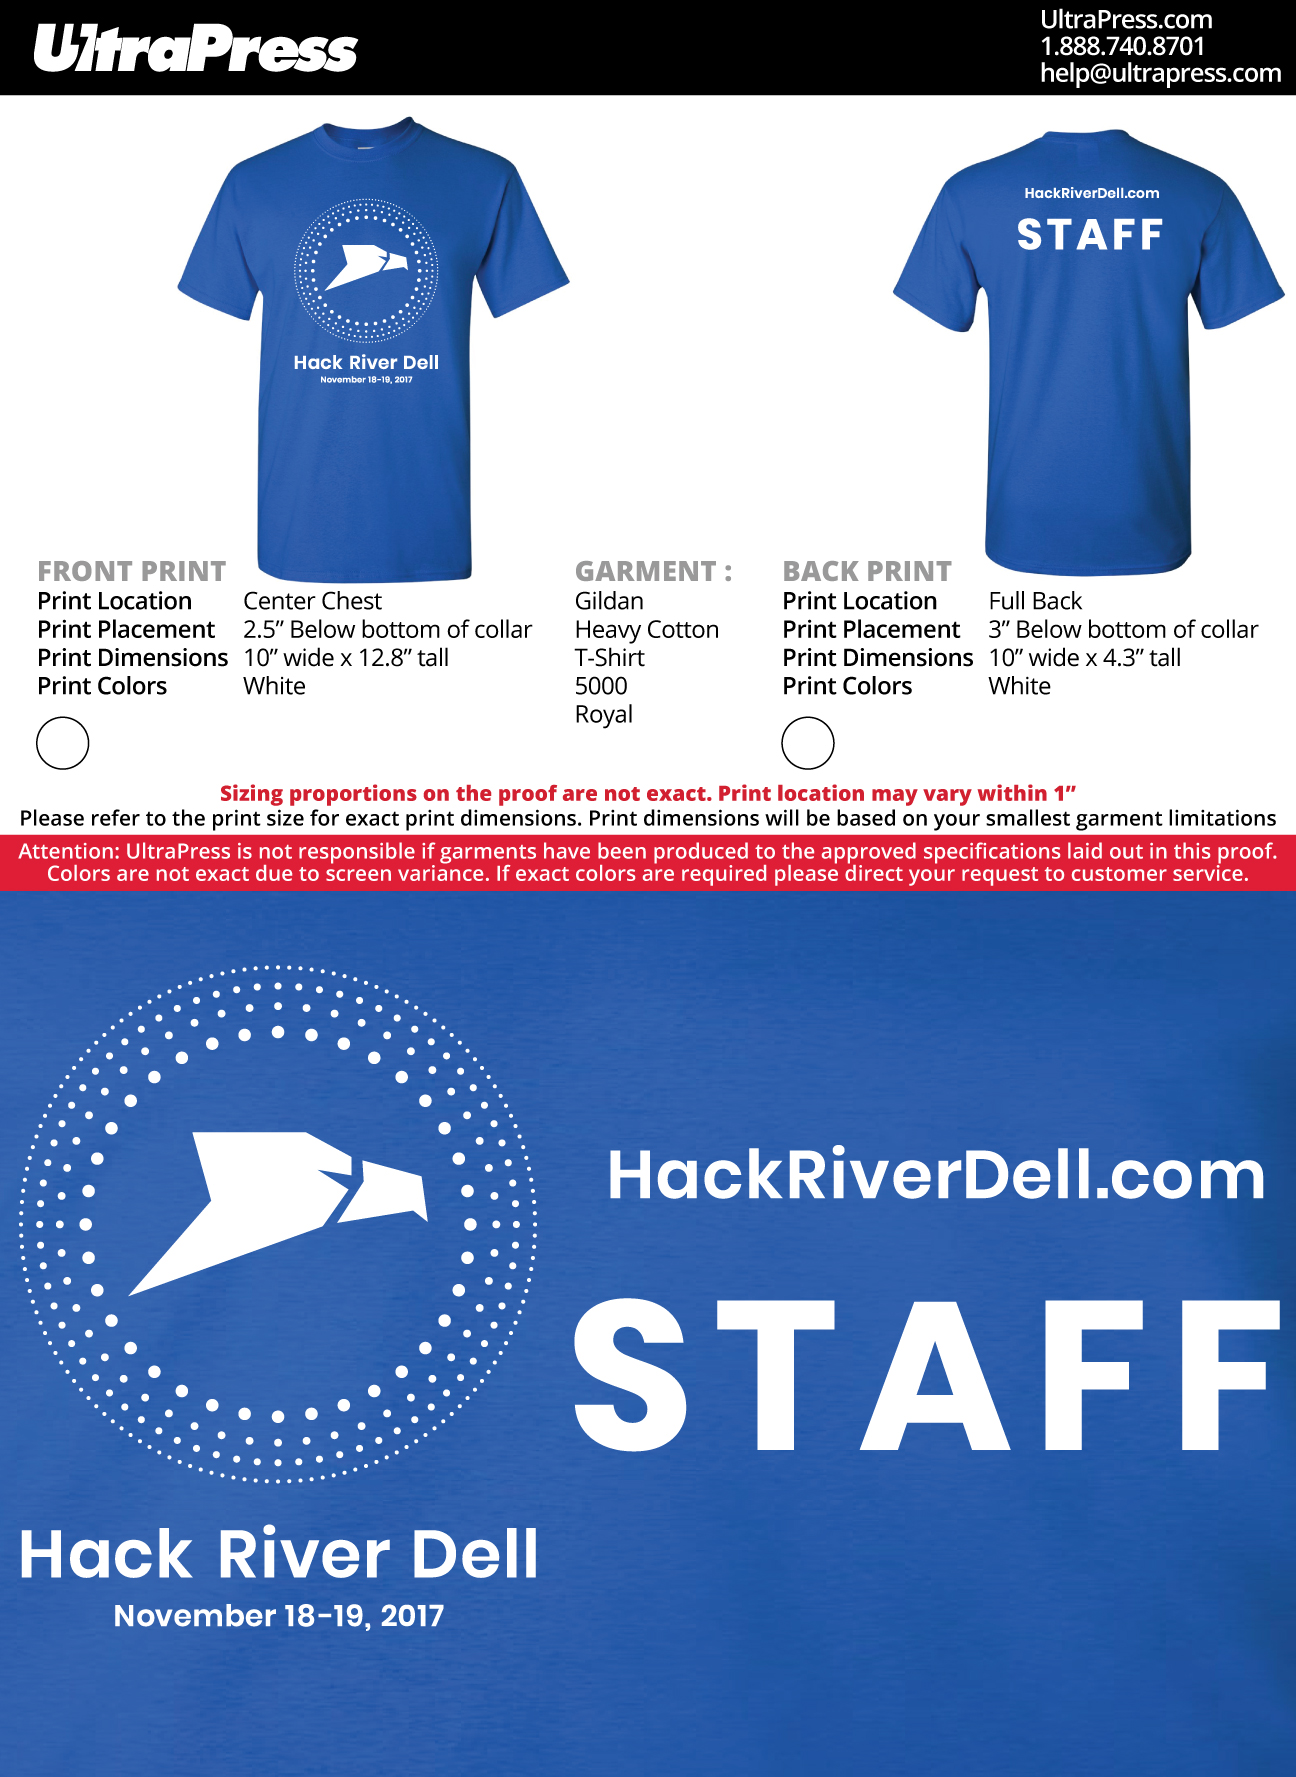 UltraPress
UltraPress.com
1.888.740.8701
help@ultrapress.com
Hack River Dell
November 18-19, 2017
HackRiverDell.com
STAFF
FRONT PRINT
Print Location Center Chest
Print Placement 2.5” Below bottom of collar
Print Dimensions 10” wide x 12.8” tall
Print Colors White
GARMENT :
Gildan
Heavy Cotton
T-Shirt
5000
Royal
BACK PRINT
Print Location Full Back
Print Placement 3” Below bottom of collar
Print Dimensions 10” wide x 4.3” tall
Print Colors White
Sizing proportions on the proof are not exact. Print location may vary within 1”
Please refer to the print size for exact print dimensions. Print dimensions will be based on your smallest garment limitations
Attention: UltraPress is not responsible if garments have been produced to the approved specifications laid out in this proof.
Colors are not exact due to screen variance. If exact colors are required please direct your request to customer service.
Hack River Dell
November 18-19, 2017
HackRiverDell.com
STAFF